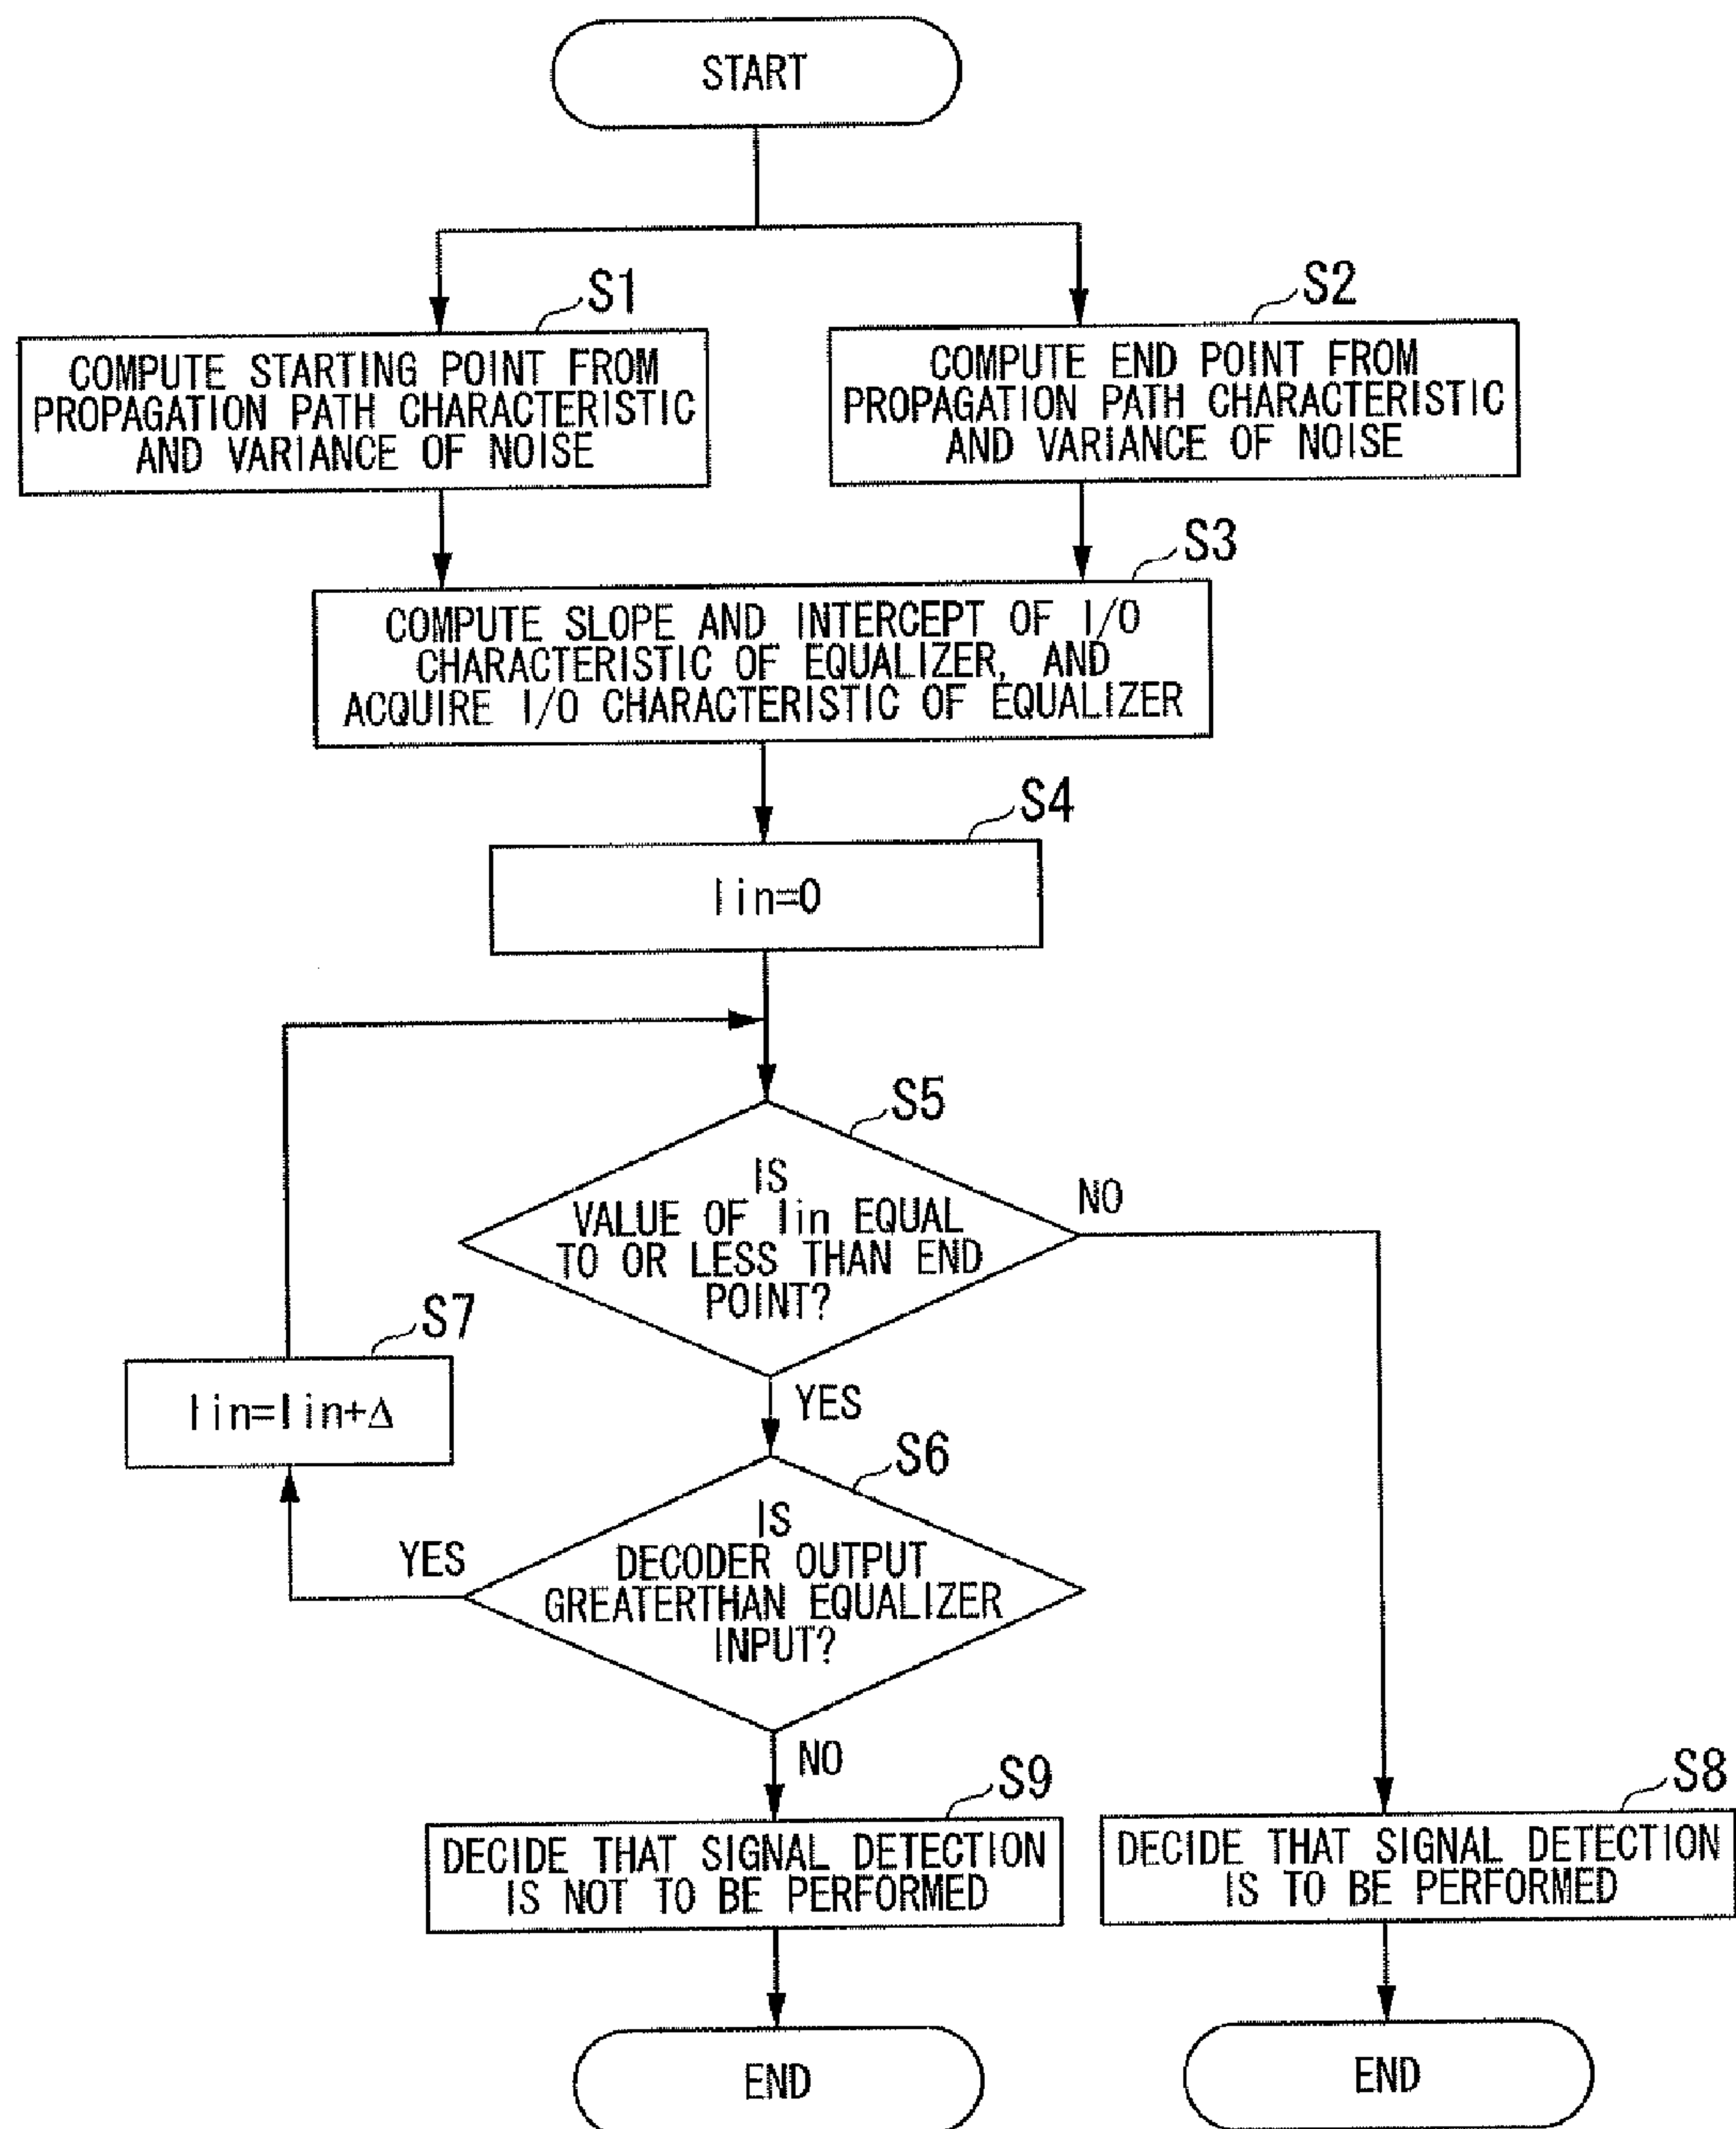 START
S1
COMPUTE STARTING POINT FROM
PROPAGATION PATH CHARACTERISTIC
AND VARIANCE OF NOISE
S2
COMPUTE END POINT FROM
PROPAGATION PATH CHARACTERISTIC
AND VARIANCE OF NOISE
S3
COMPUTE SLOPE AND INTERCEPT OF I/O
CHARACTERISTIC OF EQUALIZER, AND
ACQUIRE I/O CHARACTERISTIC OF EQUALIZER
S4
Iin=0
S5
IS
VALUE OF Iin EQUAL
TO OR LESS THAN END
POINT?
NO
YES
S7
Iin=Iin+Δ
S6
IS
DECODER OUTPUT
GREATERTHAN EQUALIZER
INPUT?
YES
NO
S9
DECIDE THAT SIGNAL DETECTION
IS NOT TO BE PERFORMED
S8
DECIDE THAT SIGNAL DETECTION
IS TO BE PERFORMED
END
END